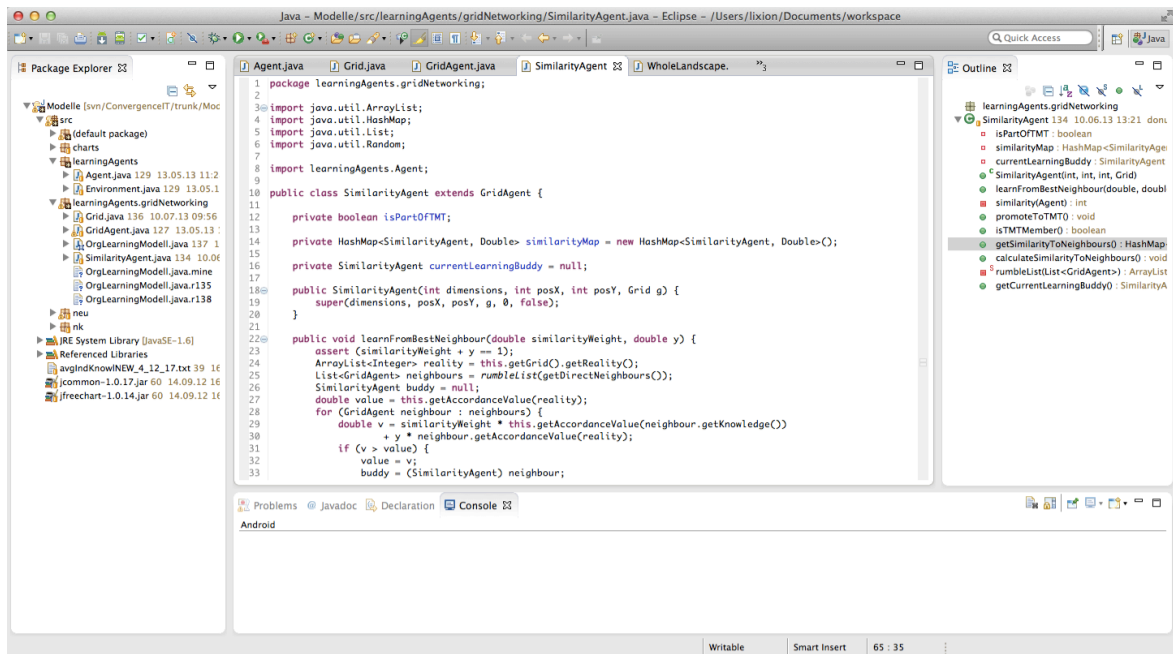 Java – Modelle/src/learningAgents/gridNetworking/SimilarityAgent.java – Eclipse – /Users/lixion/Documents/workspace
Quick Access
Java
Package Explorer
Modelle [svn/ConvergenceIT/trunk/Moc
src
(default package)
charts
learningAgents
Agent.java 129 13.05.13 11:2
Environment.java 129 13.05.1
learningAgents.gridNetworking
Grid.java 136 10.07.13 09:56
GridAgent.java 127 13.05.13
OrgLearningModell.java 137 1
SimilarityAgent.java 134 10.06
OrgLearningModell.java.mine
OrgLearningModell.java.r135
OrgLearningModell.java.r138
neu
nk
JRE System Library [JavaSE-1.6]
Referenced Libraries
avgIndKnowlNEW_4_12_17.txt 39 16
jcommon-1.0.17.jar 60 14.09.12 16
jfreechart-1.0.14.jar 60 14.09.12 16
Agent.java Grid.java GridAgent.java SimilarityAgent WholeLandscape. »3
1 package learningAgents.gridNetworking;
2
3 import java.util.ArrayList;
4 import java.util.HashMap;
5 import java.util.List;
6 import java.util.Random;
7
8 import learningAgents.Agent;
9
10 public class SimilarityAgent extends GridAgent {
11
12 private boolean isPartOfTMT;
13
14 private HashMap<SimilarityAgent, Double> similarityMap = new HashMap<SimilarityAgent, Double>();
15
16 private SimilarityAgent currentLearningBuddy = null;
17
18 public SimilarityAgent(int dimensions, int posX, int posY, Grid g) {
19 super(dimensions, posX, posY, g, 0, false);
20 }
21
22 public void learnFromBestNeighbour(double similarityWeight, double y) {
23 assert (similarityWeight + y == 1);
24 ArrayList<Integer> reality = this.getGrid().getReality();
25 List<GridAgent> neighbours = rumbleList(getDirectNeighbours());
26 SimilarityAgent buddy = null;
27 double value = this.getAccordanceValue(reality);
28 for (GridAgent neighbour : neighbours) {
29 double v = similarityWeight * this.getAccordanceValue(neighbour.getKnowledge())
30 + y * neighbour.getAccordanceValue(reality);
31 if (v > value) {
32 value = v;
33 buddy = (SimilarityAgent) neighbour;
Outline
learningAgents.gridNetworking
SimilarityAgent 134 10.06.13 13:21 donu
isPartOfTMT : boolean
similarityMap : HashMap<SimilarityAge
currentLearningBuddy : SimilarityAgent
SimilarityAgent(int, int, int, Grid)
learnFromBestNeighbour(double, doubl
similarity(Agent) : int
promoteToTMT() : void
isTMTMember() : boolean
getSimilarityToNeighbours() : HashMap
calculateSimilarityToNeighbours() : void
rumbleList(List<GridAgent>) : ArrayList
getCurrentLearningBuddy() : SimilarityA
Problems Javadoc Declaration Console
Android
Writable Smart Insert 65 : 35